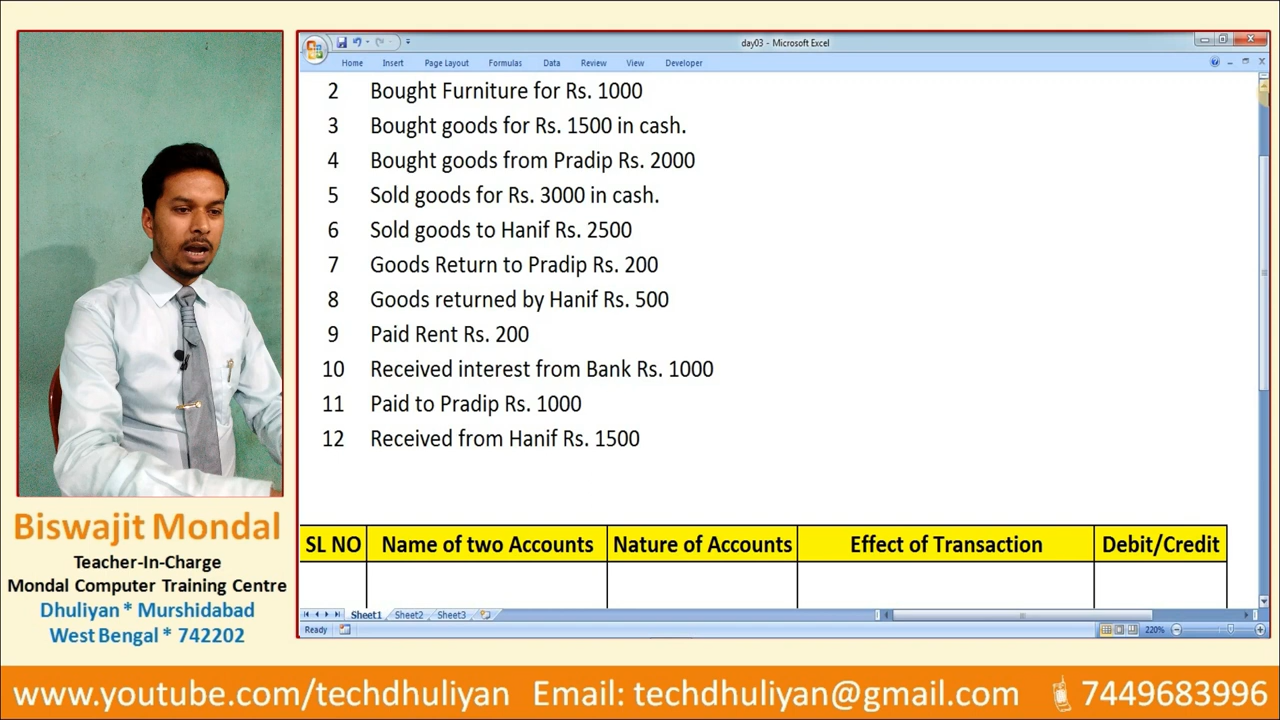 day03 - Microsoft Excel
Home Insert Page Layout Formulas Data Review View Developer
2 Bought Furniture for Rs. 1000
3 Bought goods for Rs. 1500 in cash.
4 Bought goods from Pradip Rs. 2000
5 Sold goods for Rs. 3000 in cash.
6 Sold goods to Hanif Rs. 2500
7 Goods Return to Pradip Rs. 200
8 Goods returned by Hanif Rs. 500
9 Paid Rent Rs. 200
10 Received interest from Bank Rs. 1000
11 Paid to Pradip Rs. 1000
12 Received from Hanif Rs. 1500
SL NO Name of two Accounts Nature of Accounts Effect of Transaction Debit/Credit
Sheet1 Sheet2 Sheet3
Ready 220%
Biswajit Mondal
Teacher-In-Charge
Mondal Computer Training Centre
Dhuliyan * Murshidabad
West Bengal * 742202
www.youtube.com/techdhuliyan Email: techdhuliyan@gmail.com 7449683996